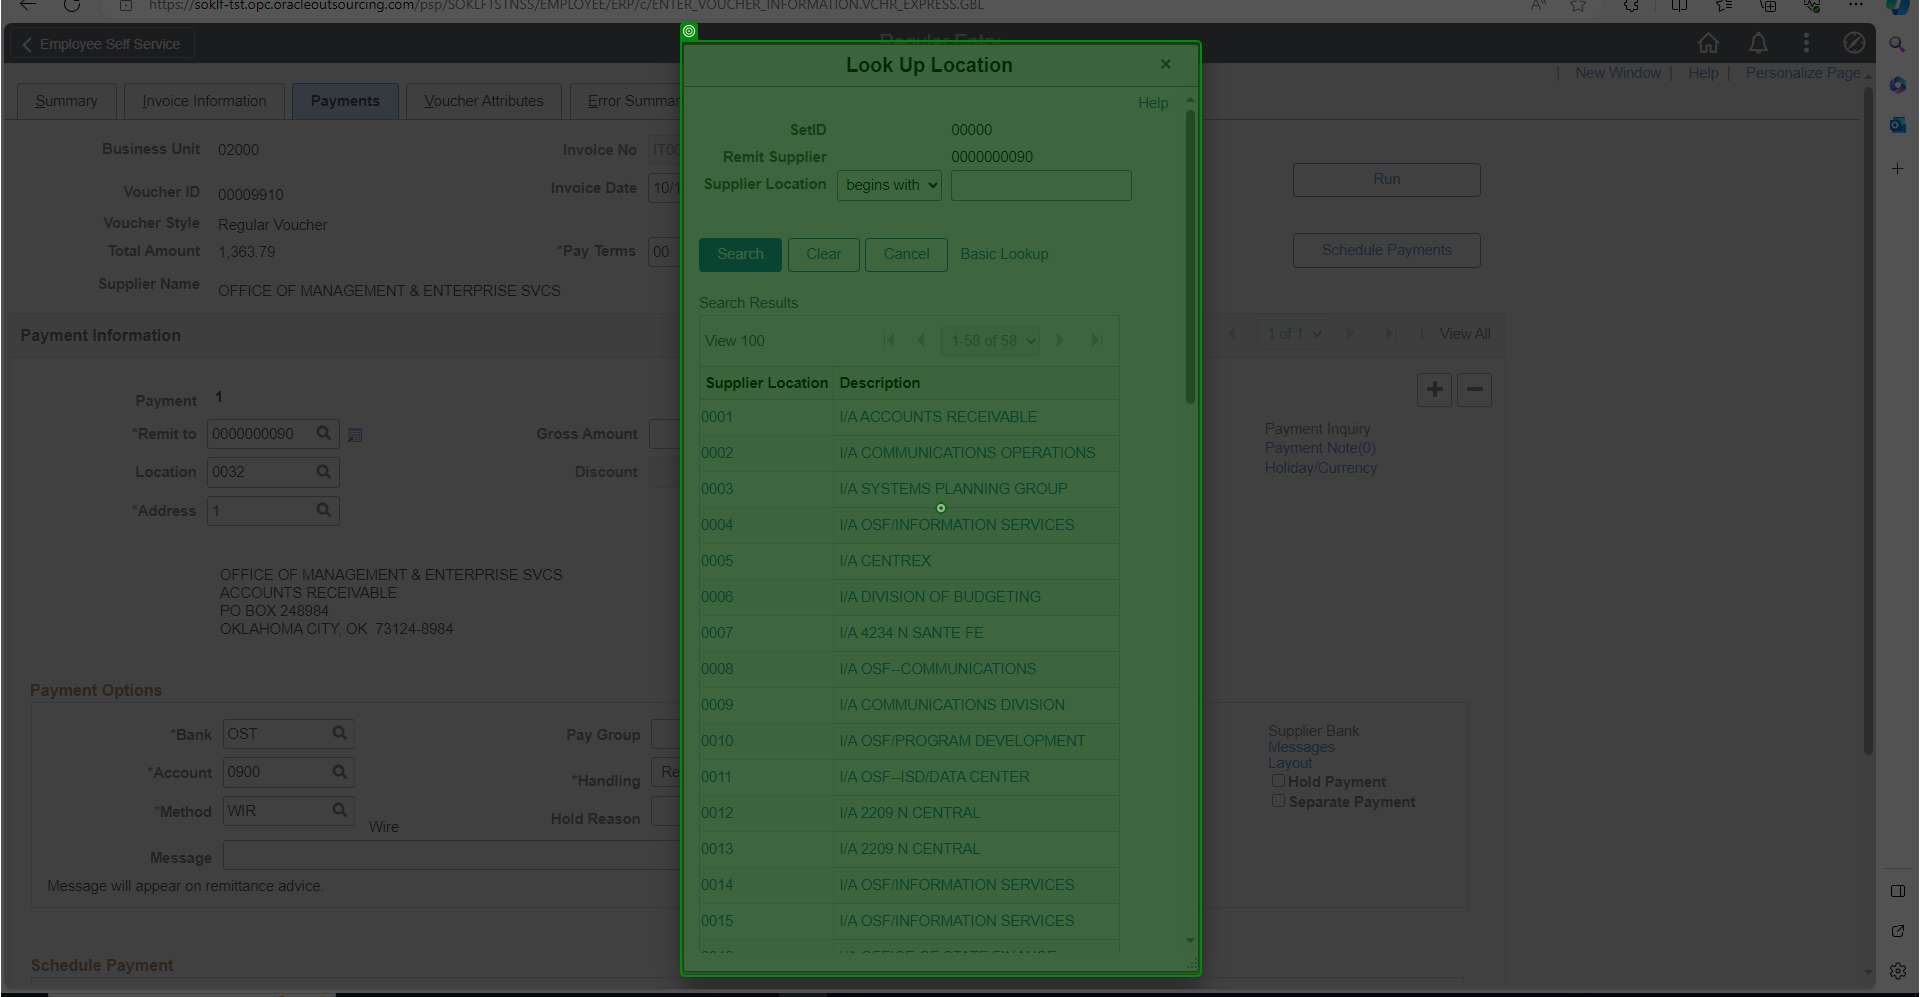 https://soklf-tst.opc.oracleoutsourcing.com/psp/SOKLFTSTNSS/EMPLOYEE/ERP/c/ENTER_VOUCHER_INFORMATION.VCHR_EXPRESS.GBL
Employee Self Service
Regular Entry
New Window | Help | Personalize Page
Summary
Invoice Information
Payments
Voucher Attributes
Error Summar
Business Unit 02000
Invoice No IT00
Voucher ID 00009910
Invoice Date 10/1
Voucher Style Regular Voucher
Total Amount 1,363.79
*Pay Terms 00
Supplier Name OFFICE OF MANAGEMENT & ENTERPRISE SVCS
Run
Schedule Payments
Payment Information
1 of 1 | View All
Payment 1
*Remit to 0000000090
Gross Amount
Location 0032
Discount
*Address 1
Payment Inquiry
Payment Note(0)
Holiday/Currency
OFFICE OF MANAGEMENT & ENTERPRISE SVCS
ACCOUNTS RECEIVABLE
PO BOX 248984
OKLAHOMA CITY, OK 73124-8984
Payment Options
*Bank OST
Pay Group
*Account 0900
*Handling Re
*Method WIR
Wire
Hold Reason
Message
Message will appear on remittance advice.
Supplier Bank
Messages
Layout
Hold Payment
Separate Payment
Schedule Payment
Look Up Location
Help
SetID 00000
Remit Supplier 0000000090
Supplier Location begins with
Search
Clear
Cancel
Basic Lookup
Search Results
View 100
1-58 of 58
Supplier Location Description
0001 I/A ACCOUNTS RECEIVABLE
0002 I/A COMMUNICATIONS OPERATIONS
0003 I/A SYSTEMS PLANNING GROUP
0004 I/A OSF/INFORMATION SERVICES
0005 I/A CENTREX
0006 I/A DIVISION OF BUDGETING
0007 I/A 4234 N SANTE FE
0008 I/A OSF--COMMUNICATIONS
0009 I/A COMMUNICATIONS DIVISION
0010 I/A OSF/PROGRAM DEVELOPMENT
0011 I/A OSF--ISD/DATA CENTER
0012 I/A 2209 N CENTRAL
0013 I/A 2209 N CENTRAL
0014 I/A OSF/INFORMATION SERVICES
0015 I/A OSF/INFORMATION SERVICES
I/A OFFICE OF STATE FINANCE